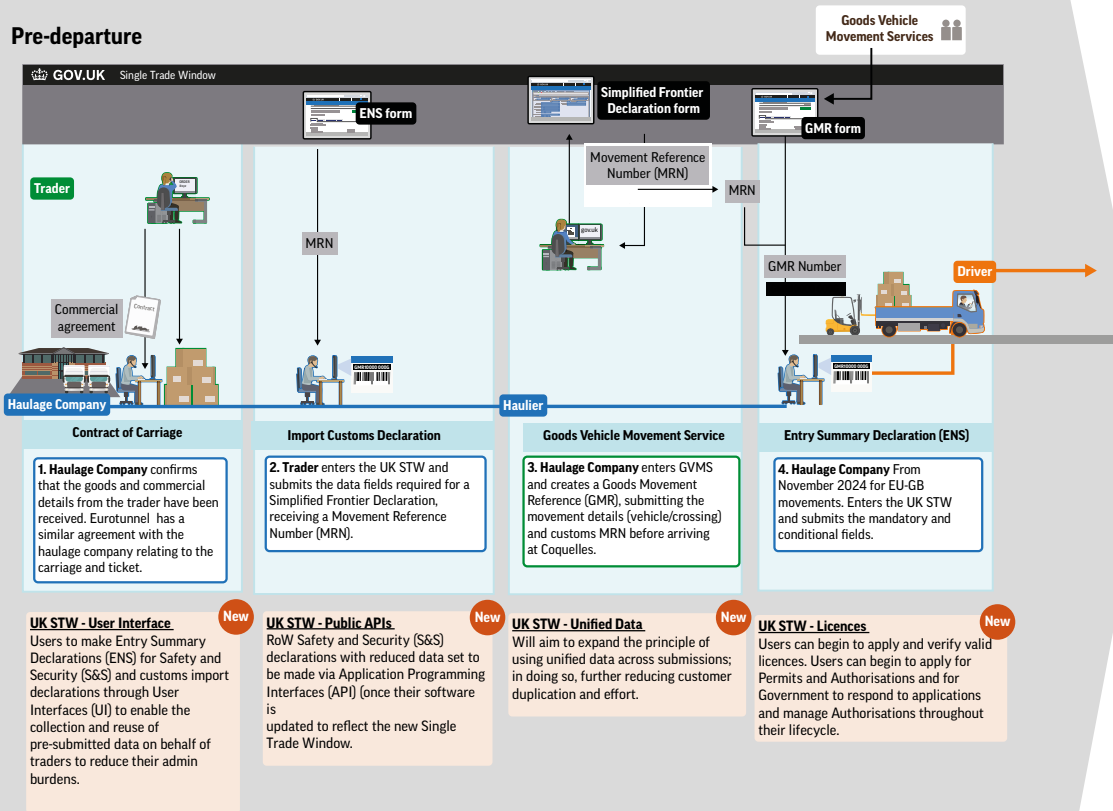 Pre-departure
Goods Vehicle
Movement Services
GOV.UK Single Trade Window
ENS form
Simplified Frontier
Declaration form
GMR form
Trader
Movement Reference
Number (MRN)
MRN
MRN
gov.uk
GMR Number
Driver
Commercial
agreement
Contract
GMR10000 000G
GMR10000 000G
Haulage Company
Haulier
Contract of Carriage
1. Haulage Company confirms
that the goods and commercial
details from the trader have been
received. Eurotunnel has a
similar agreement with the
haulage company relating to the
carriage and ticket.
Import Customs Declaration
2. Trader enters the UK STW and
submits the data fields required for a
Simplified Frontier Declaration,
receiving a Movement Reference
Number (MRN).
Goods Vehicle Movement Service
3. Haulage Company enters GVMS
and creates a Goods Movement
Reference (GMR), submitting the
movement details (vehicle/crossing)
and customs MRN before arriving
at Coquelles.
Entry Summary Declaration (ENS)
4. Haulage Company From
November 2024 for EU-GB
movements. Enters the UK STW
and submits the mandatory and
conditional fields.
New
UK STW - User Interface
Users to make Entry Summary
Declarations (ENS) for Safety and
Security (S&S) and customs import
declarations through User
Interfaces (UI) to enable the
collection and reuse of
pre-submitted data on behalf of
traders to reduce their admin
burdens.
New
UK STW - Public APIs
RoW Safety and Security (S&S)
declarations with reduced data set to
be made via Application Programming
Interfaces (API) (once their software
is
updated to reflect the new Single
Trade Window.
New
UK STW - Unified Data
Will aim to expand the principle of
using unified data across submissions;
in doing so, further reducing customer
duplication and effort.
New
UK STW - Licences
Users can begin to apply and verify valid
licences. Users can begin to apply for
Permits and Authorisations and for
Government to respond to applications
and manage Authorisations throughout
their lifecycle.